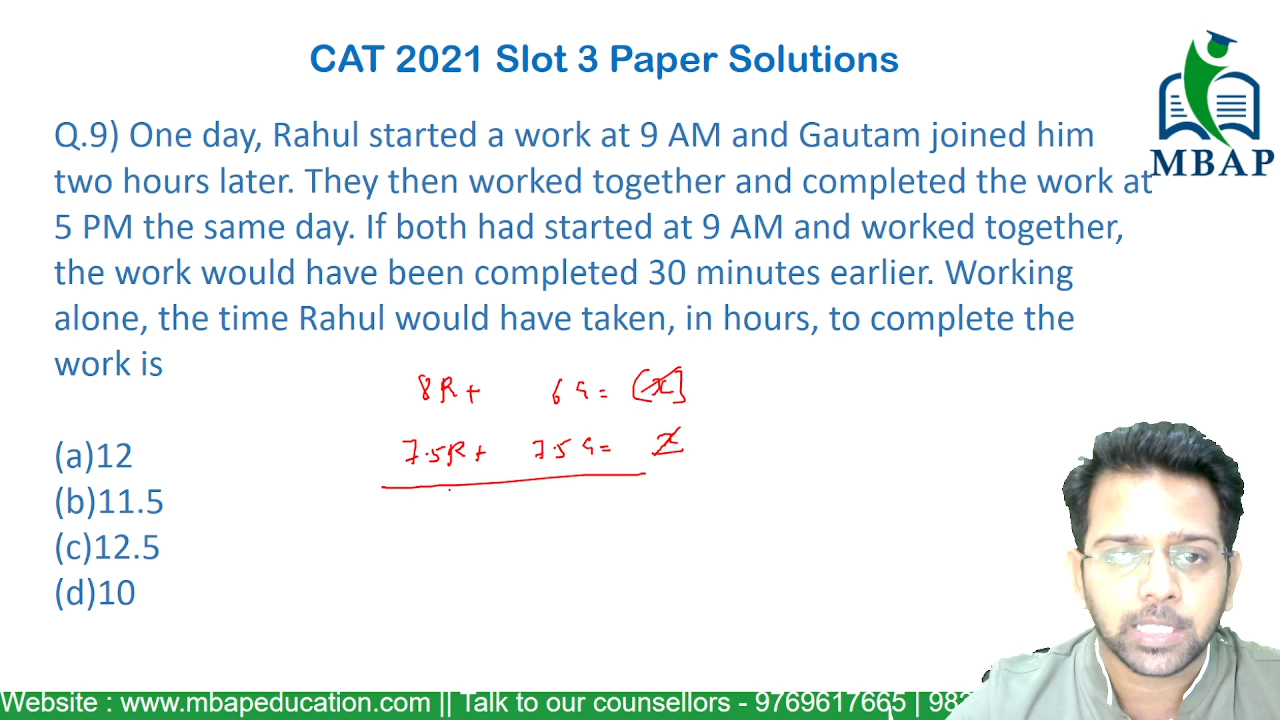 CAT 2021 Slot 3 Paper Solutions
MBAP
Q.9) One day, Rahul started a work at 9 AM and Gautam joined him
two hours later. They then worked together and completed the work at
5 PM the same day. If both had started at 9 AM and worked together,
the work would have been completed 30 minutes earlier. Working
alone, the time Rahul would have taken, in hours, to complete the
work is
8R+ 6G= [x]
7.5R+ 7.5G= x
(a)12
(b)11.5
(c)12.5
(d)10
Website : www.mbapeducation.com || Talk to our counsellors - 9769617665 |